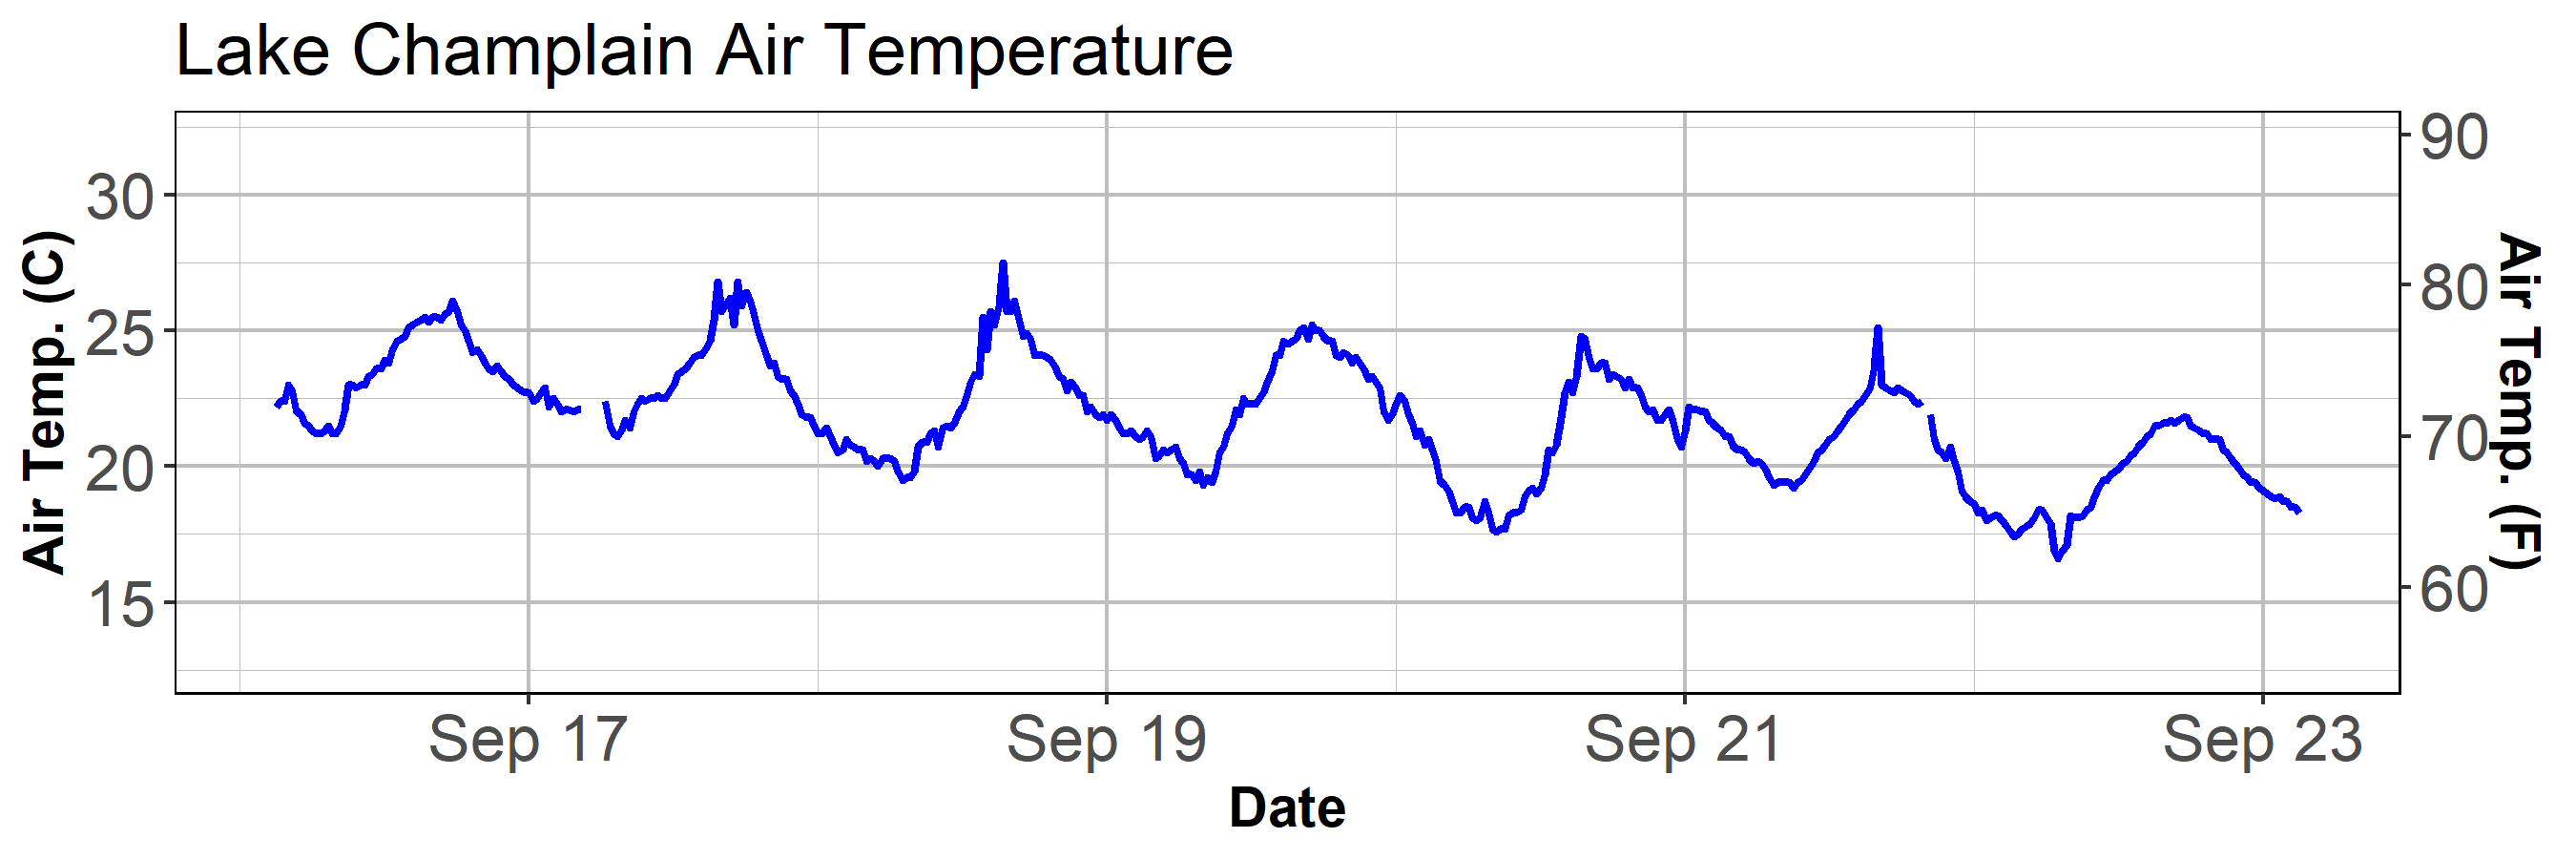 Lake Champlain Air Temperature
Air Temp. (C)
30
25
20
15
90
80
70
60
Air Temp. (F)
Sep 17
Sep 19
Sep 21
Sep 23
Date